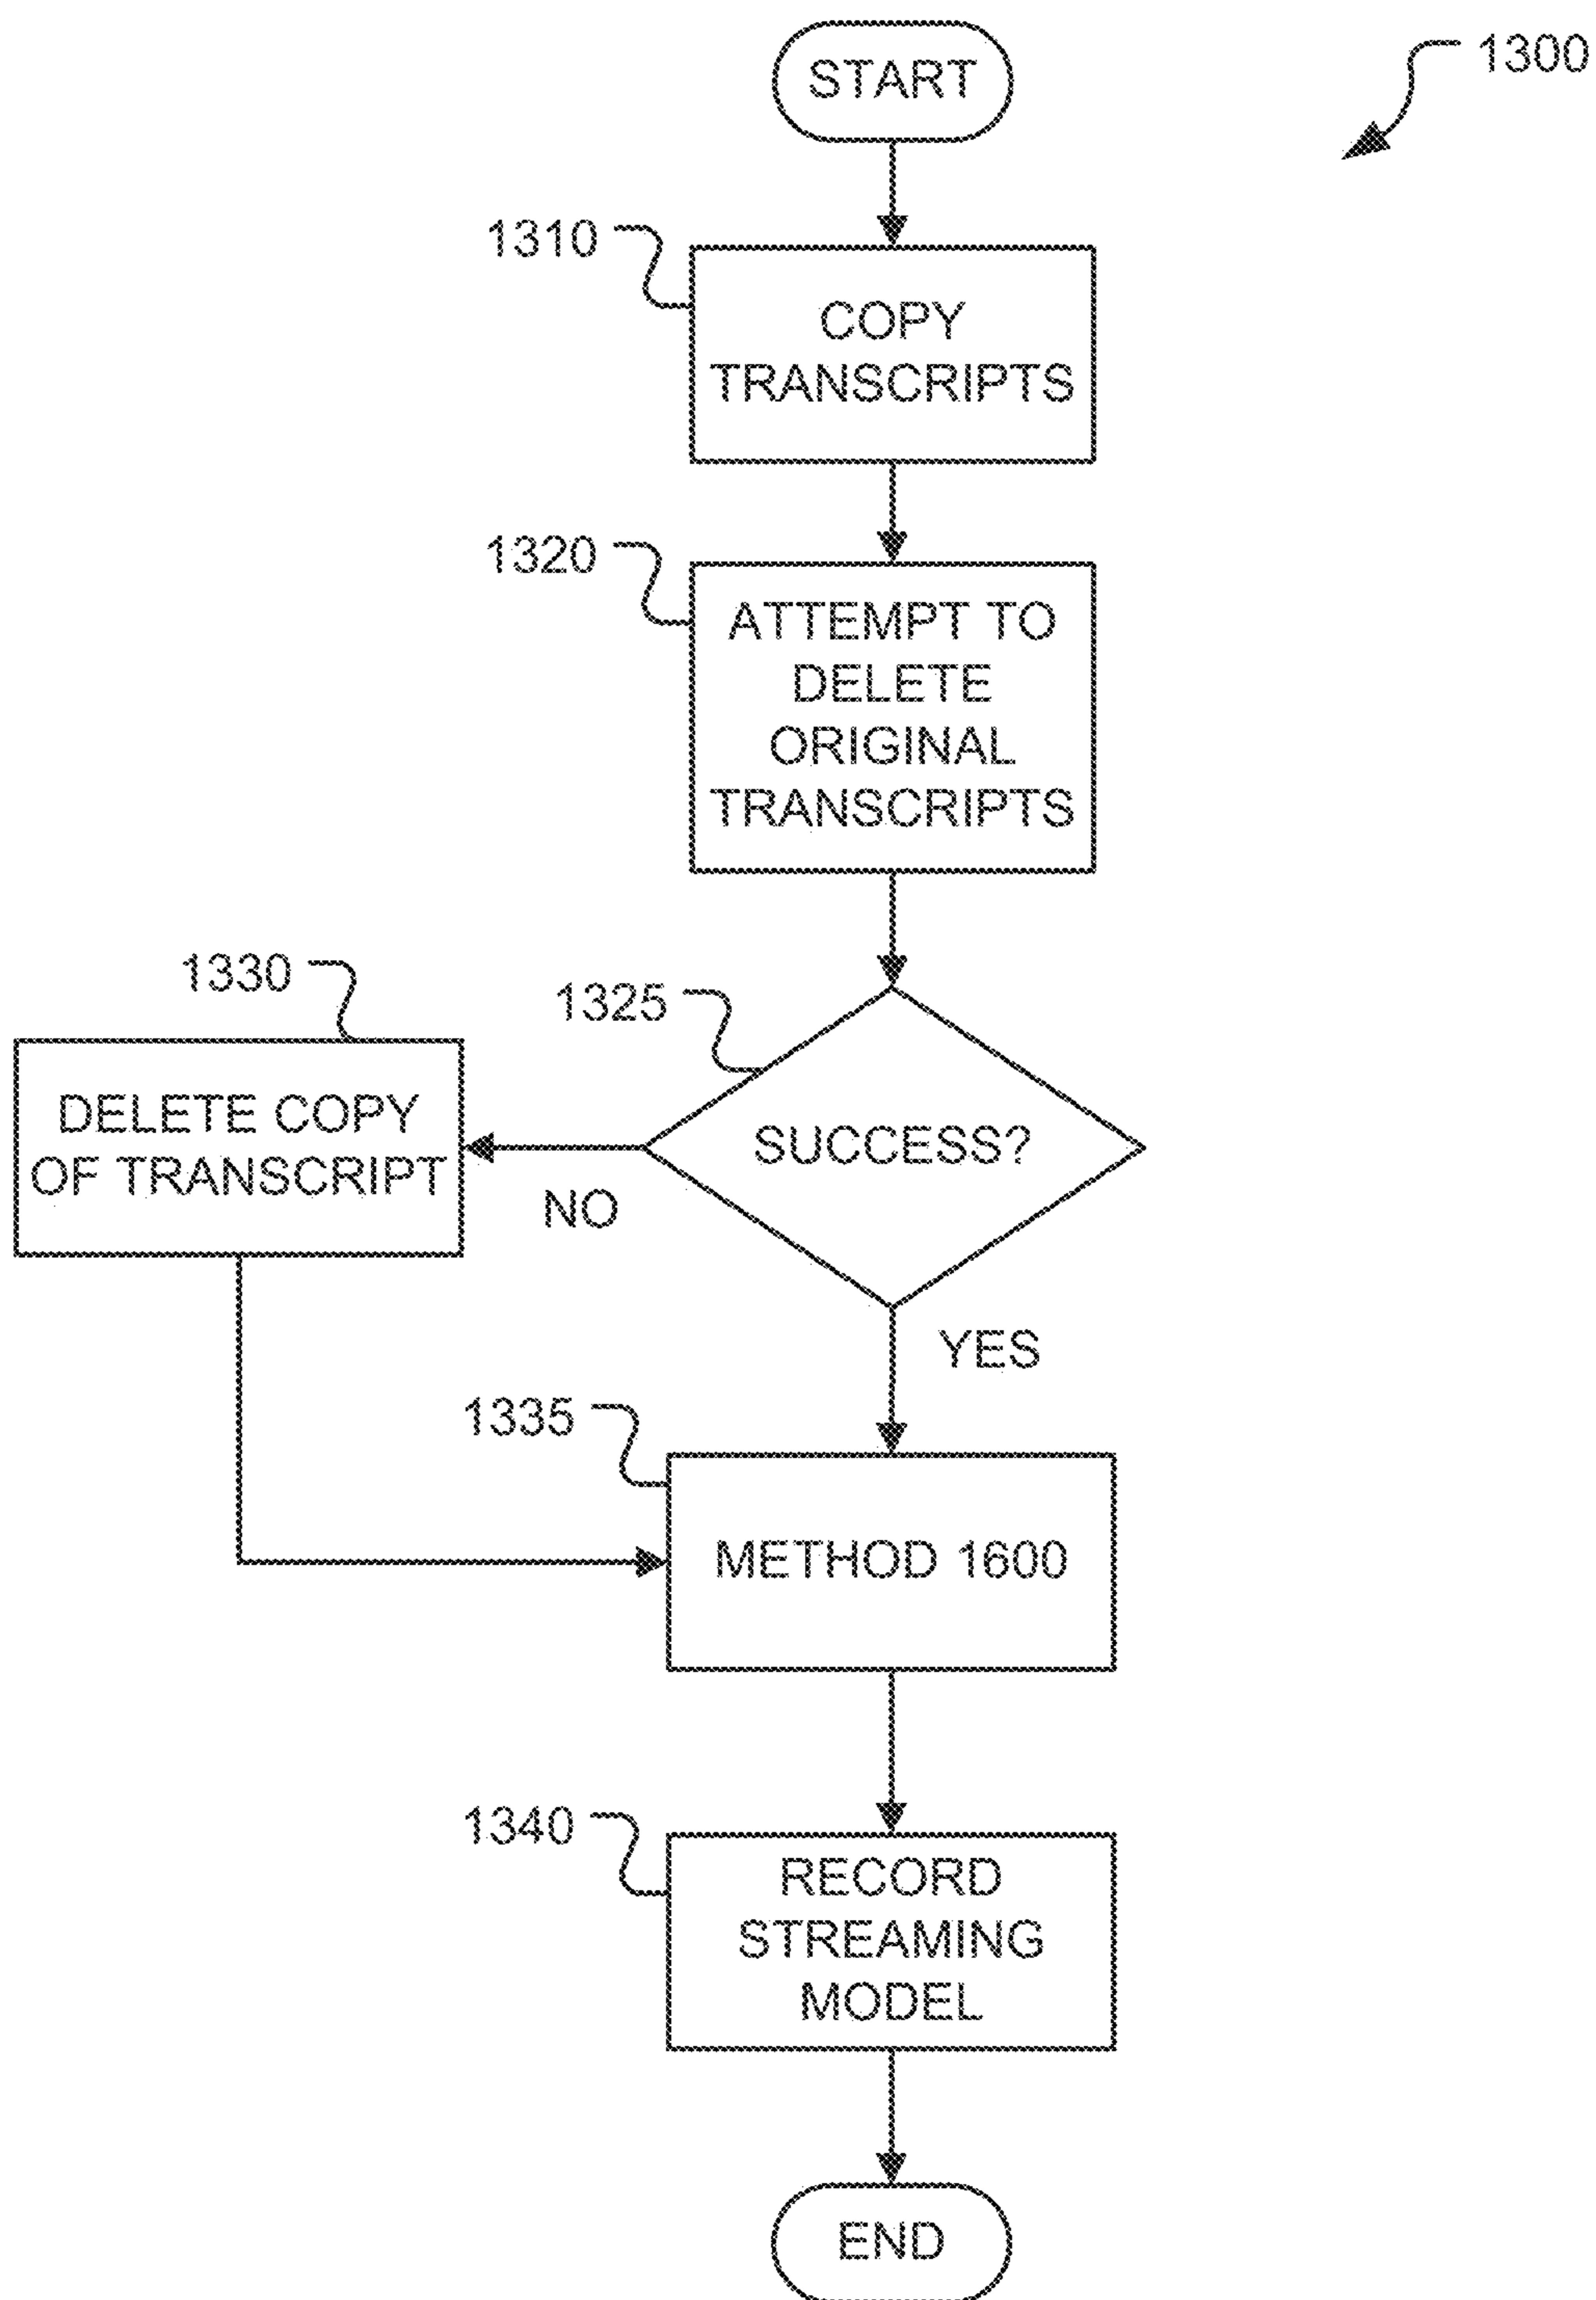 1300
START
1310
COPY
TRANSCRIPTS
1320
ATTEMPT TO
DELETE
ORIGINAL
TRANSCRIPTS
1330
1325
DELETE COPY
OF TRANSCRIPT
SUCCESS?
NO
YES
1335
METHOD 1600
1340
RECORD
STREAMING
MODEL
END